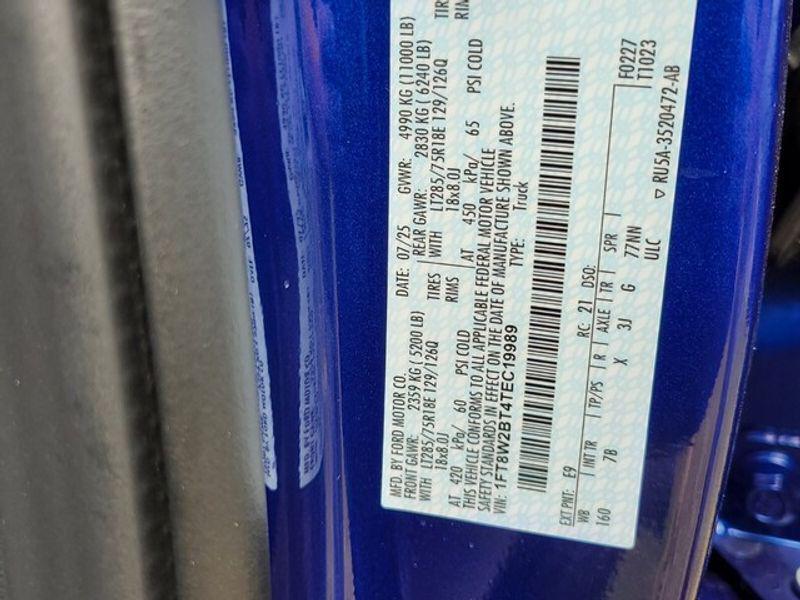 MFD. BY FORD MOTOR CO.
DATE: 07/25 GVWR: 4990 KG (11000 LB)
FRONT GAWR: 2359 KG ( 5200 LB) REAR GAWR: 2830 KG ( 6240 LB)
WITH LT285/75R18E 129/126Q TIRES WITH LT285/75R18E 129/126Q TIR
18x8.0J RIMS 18x8.0J RIM
AT 420 kPa/ 60 PSI COLD AT 450 kPa/ 65 PSI COLD
THIS VEHICLE CONFORMS TO ALL APPLICABLE FEDERAL MOTOR VEHICLE
SAFETY STANDARDS IN EFFECT ON THE DATE OF MANUFACTURE SHOWN ABOVE.
VIN: 1FT8W2BT4TEC19989 TYPE: Truck
EXT PNT: E9 RC: 21 DSO: F0227
WB INT TR TP/PS R AXLE TR SPR T1023
160 7B X 3J G 77NN
ULC
▽ RU5A-3520472-AB